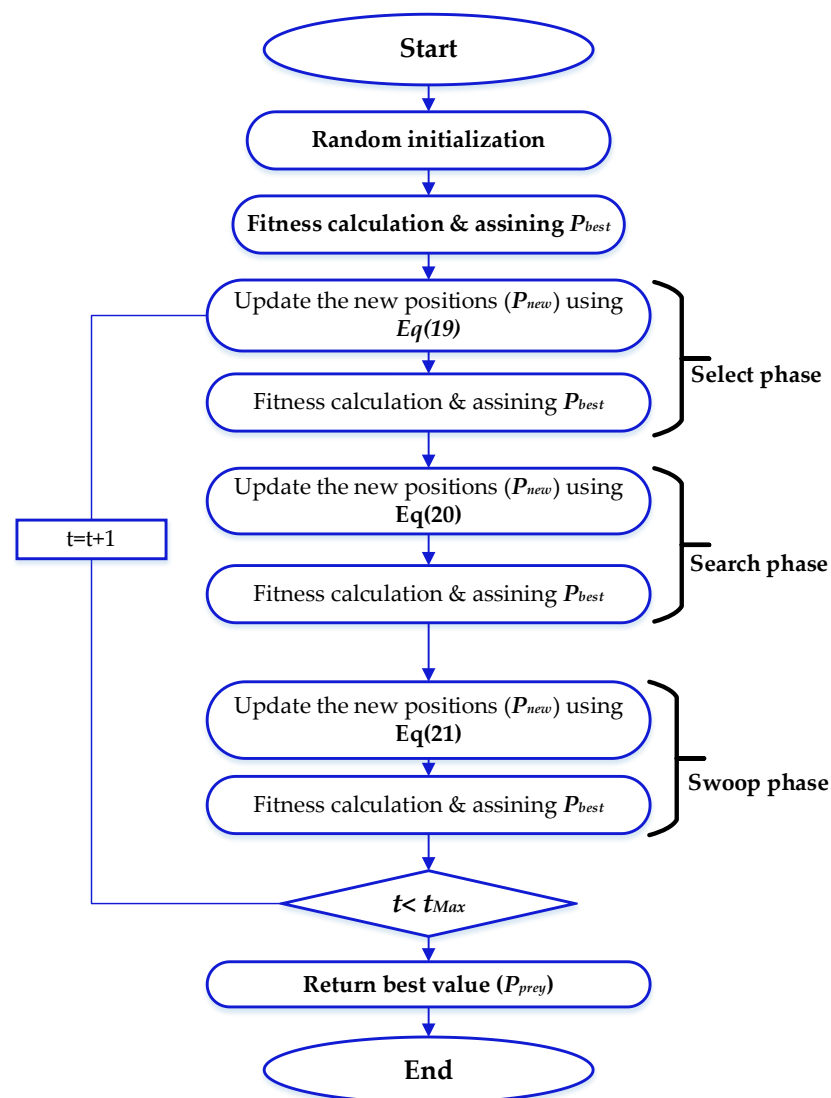 Start
Random initialization
Fitness calculation & assining Pbest
Update the new positions (Pnew) using
Eq(19)
Fitness calculation & assining Pbest
Select phase
Update the new positions (Pnew) using
Eq(20)
t=t+1
Fitness calculation & assining Pbest
Search phase
Update the new positions (Pnew) using
Eq(21)
Fitness calculation & assining Pbest
Swoop phase
t< tMax
Return best value (Pprey)
End